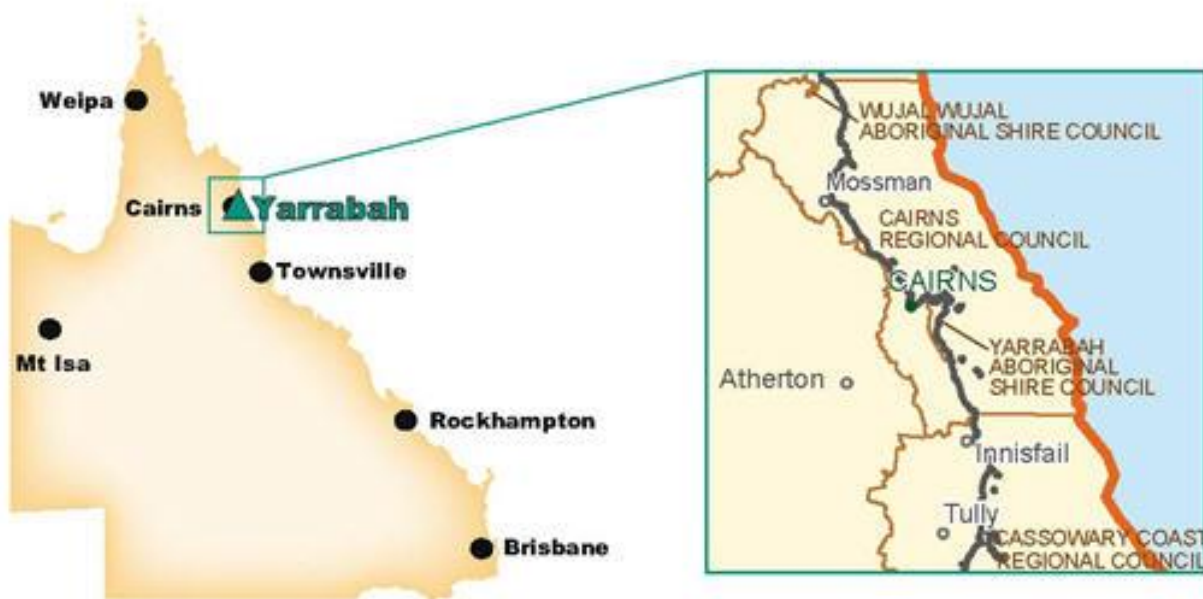 Weipa
Cairns
Yarrabah
Townsville
Mt Isa
Rockhampton
Brisbane
WUJAL WUJAL
ABORIGINAL SHIRE COUNCIL
Mossman
CAIRNS
REGIONAL COUNCIL
CAIRNS
YARRABAH
ABORIGINAL
SHIRE COUNCIL
Atherton
Innisfail
Tully
CASSOWARY COAST
REGIONAL COUNCIL